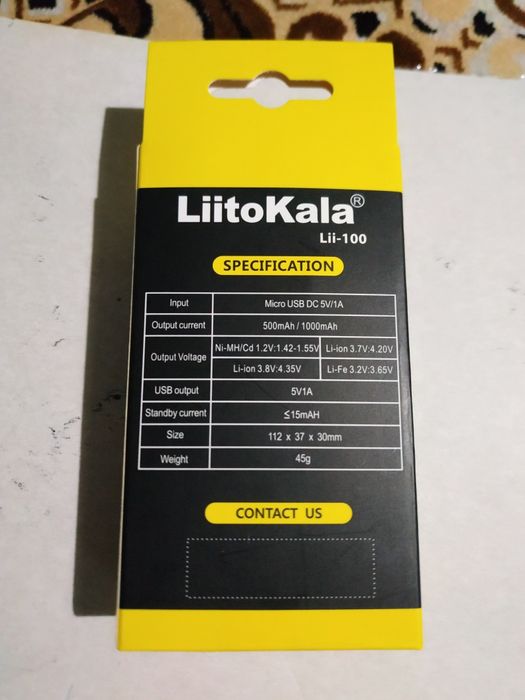 LiitoKala®
Lii-100
SPECIFICATION
Input Micro USB DC 5V/1A
Output current 500mAh / 1000mAh
Output Voltage Ni-MH/Cd 1.2V:1.42-1.55V Li-ion 3.7V:4.20V
Li-ion 3.8V:4.35V Li-Fe 3.2V:3.65V
USB output 5V1A
Standby current ≦15mAH
Size 112 x 37 x 30mm
Weight 45g
CONTACT US